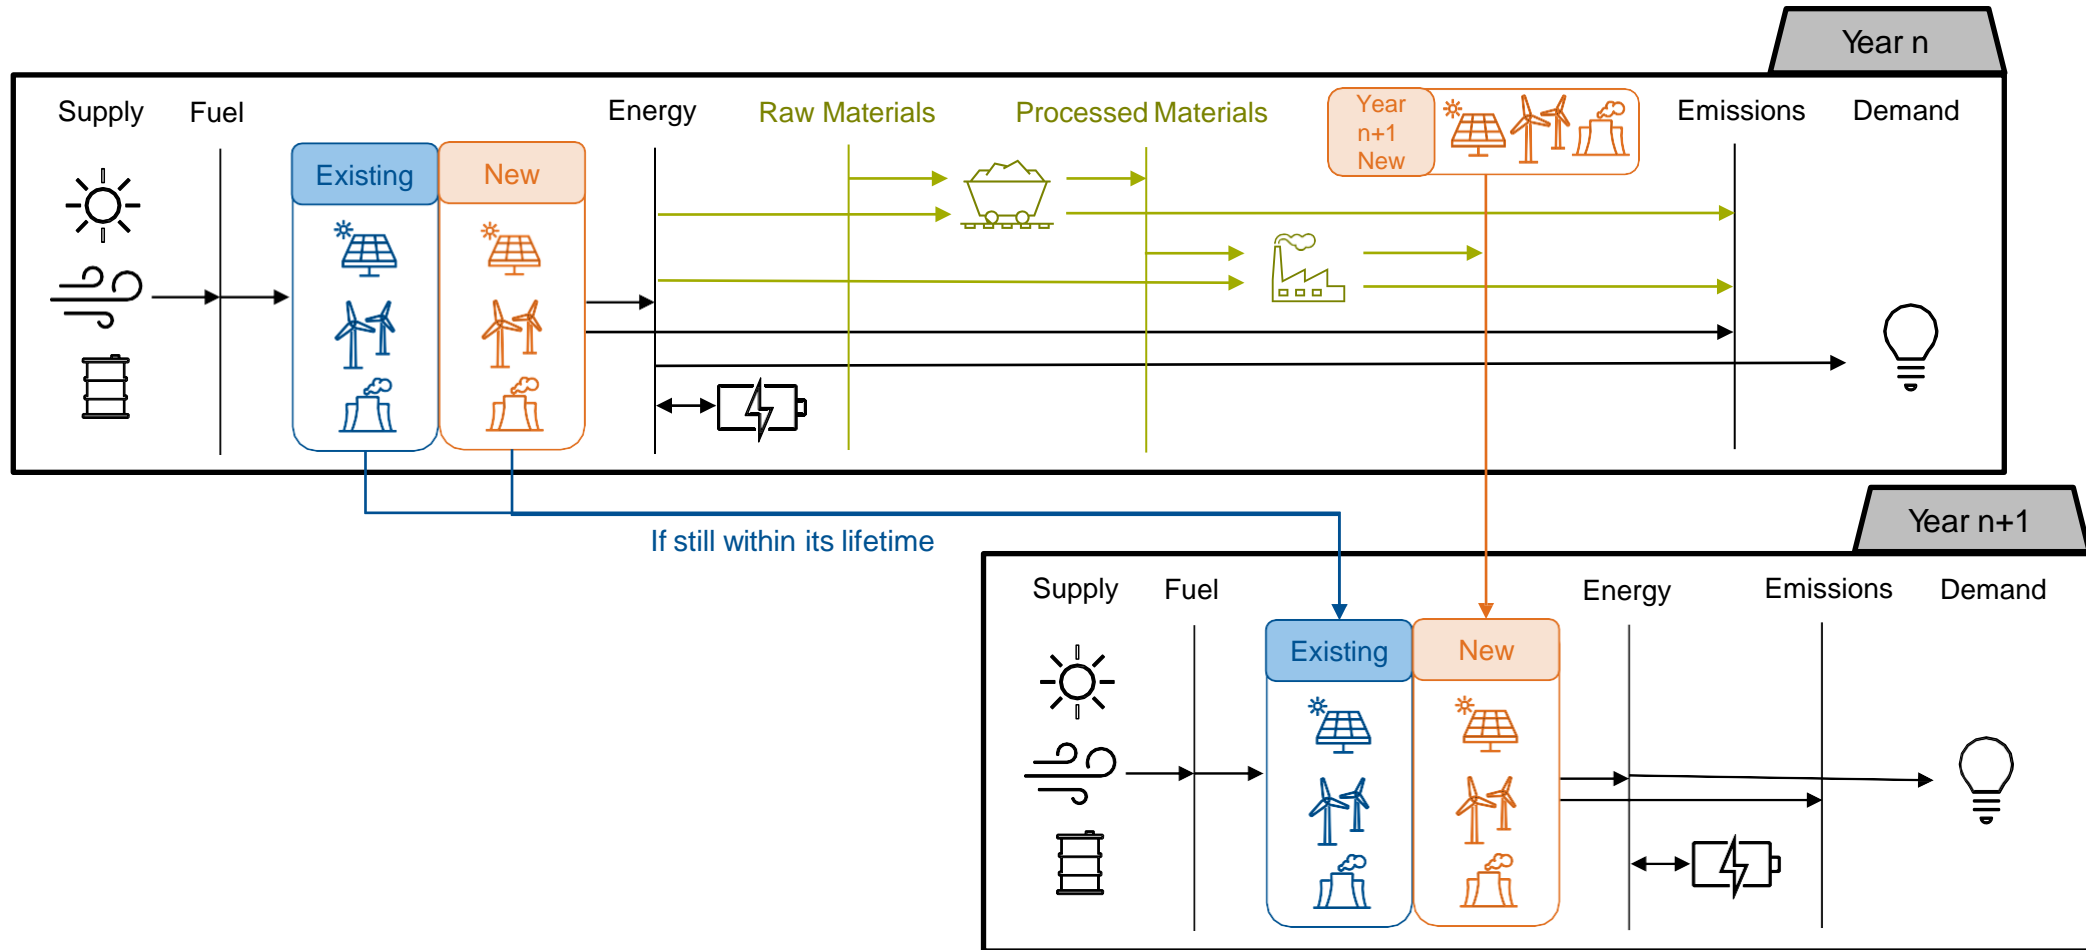 Year n
Supply
Fuel
Energy
Raw Materials
Processed Materials
Year
n+1
New
Emissions
Demand
Existing
New
If still within its lifetime
Year n+1
Supply
Fuel
Energy
Emissions
Demand
Existing
New